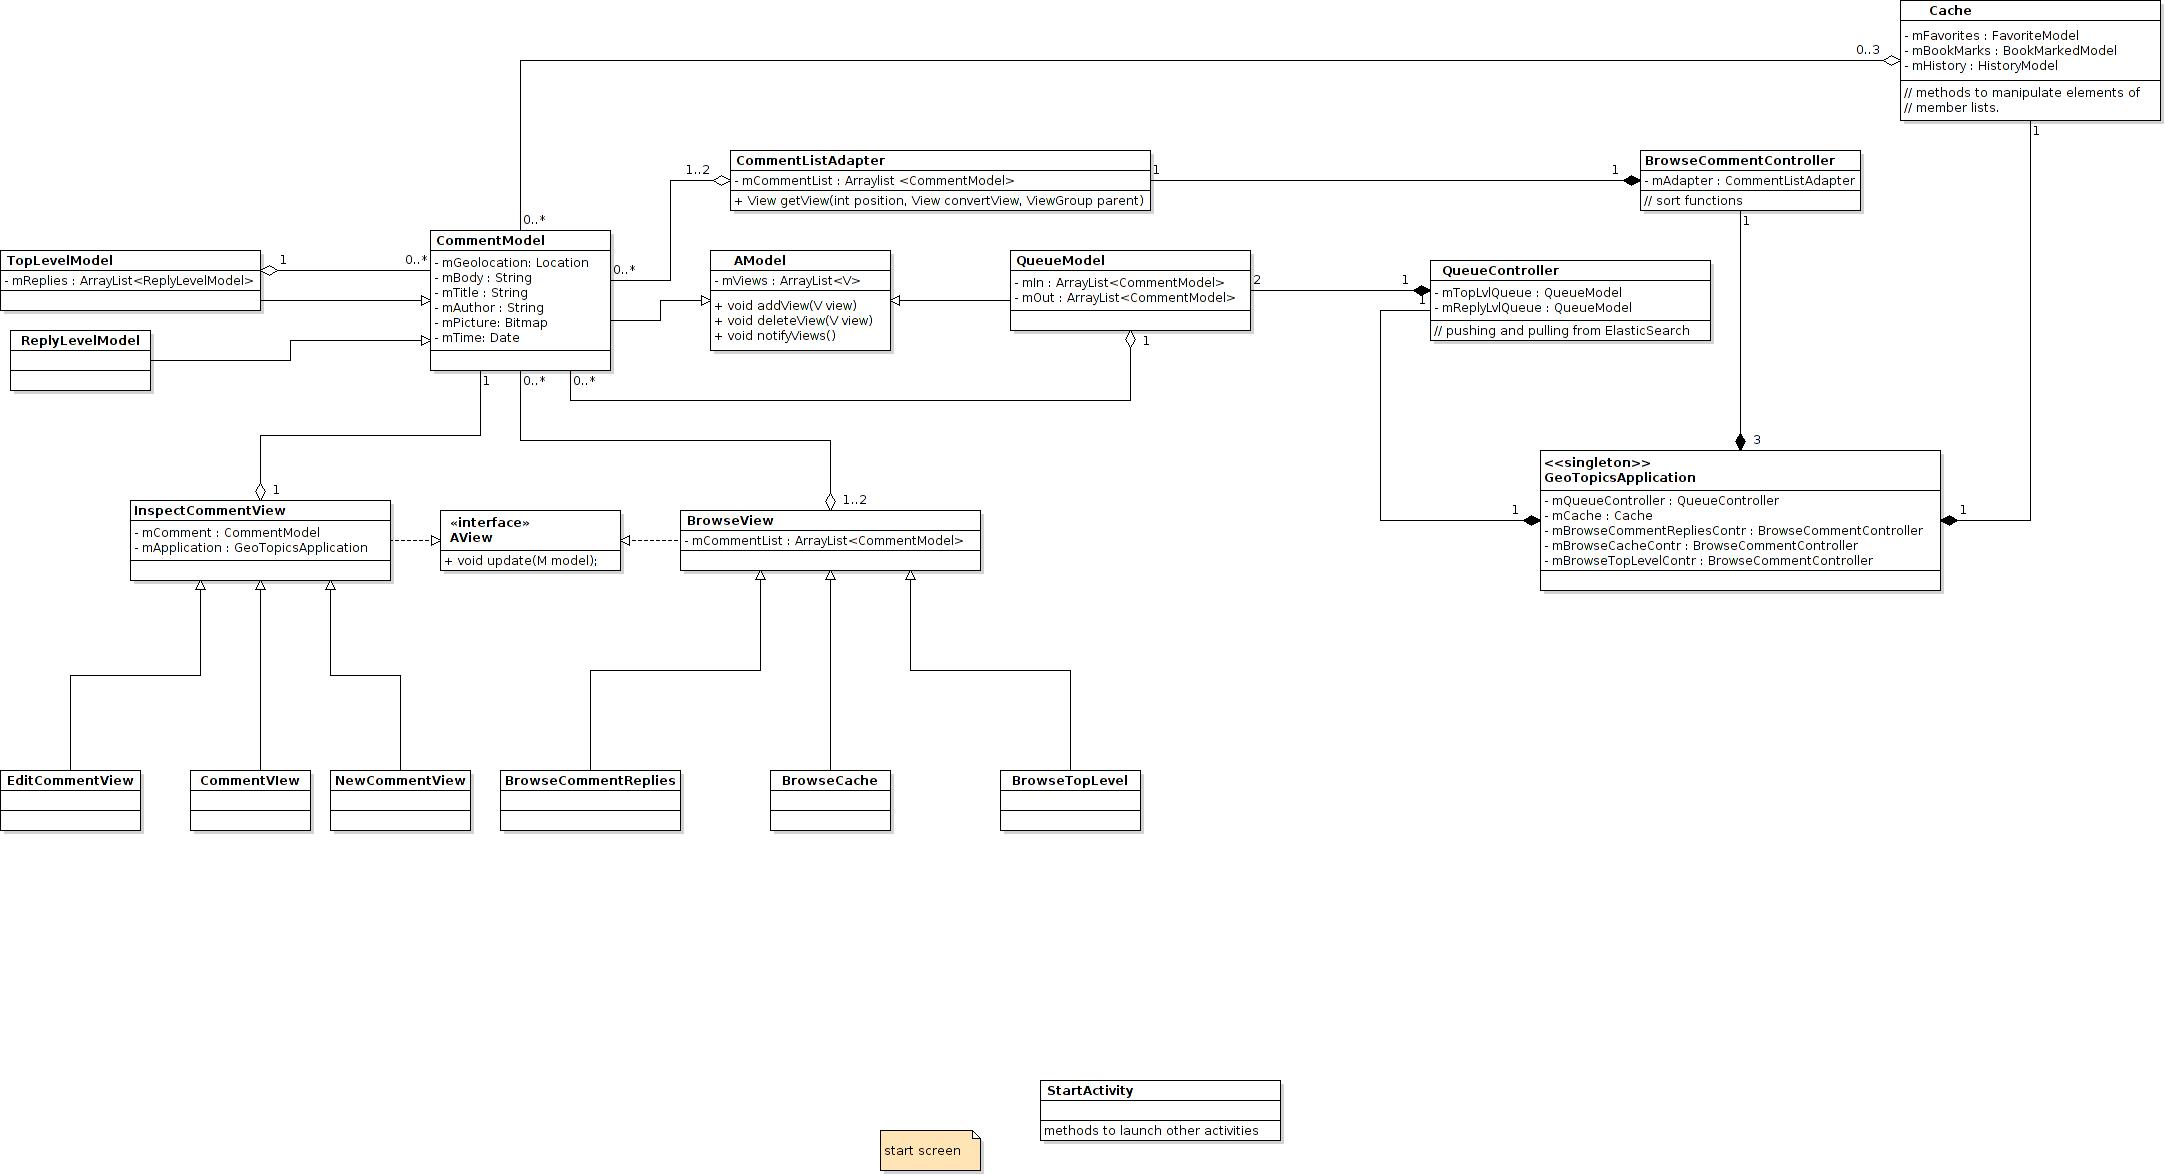 Cache
- mFavorites : FavoriteModel
- mBookMarks : BookMarkedModel
- mHistory : HistoryModel
// methods to manipulate elements of
// member lists.
0..3
1
CommentListAdapter
- mCommentList : Arraylist <CommentModel>
+ View getView(int position, View convertView, ViewGroup parent)
1..2
1
1
BrowseCommentController
- mAdapter : CommentListAdapter
// sort functions
1
0..*
TopLevelModel
- mReplies : ArrayList<ReplyLevelModel>
1
0..*
CommentModel
- mGeolocation: Location
- mBody : String
- mTitle : String
- mAuthor : String
- mPicture: Bitmap
- mTime: Date
0..*
AModel
- mViews : ArrayList<V>
+ void addView(V view)
+ void deleteView(V view)
+ void notifyViews()
QueueModel
- mIn : ArrayList<CommentModel>
- mOut : ArrayList<CommentModel>
2
1
1
QueueController
- mTopLvlQueue : QueueModel
- mReplyLvlQueue : QueueModel
// pushing and pulling from ElasticSearch
ReplyLevelModel
1
1
0..*
0..*
3
<<singleton>>
GeoTopicsApplication
- mQueueController : QueueController
- mCache : Cache
- mBrowseCommentRepliesContr : BrowseCommentController
- mBrowseCacheContr : BrowseCommentController
- mBrowseTopLevelContr : BrowseCommentController
1
1
1
InspectCommentView
- mComment : CommentModel
- mApplication : GeoTopicsApplication
«interface»
AView
+ void update(M model);
1..2
BrowseView
- mCommentList : ArrayList<CommentModel>
EditCommentView
CommentVIew
NewCommentView
BrowseCommentReplies
BrowseCache
BrowseTopLevel
StartActivity
methods to launch other activities
start screen